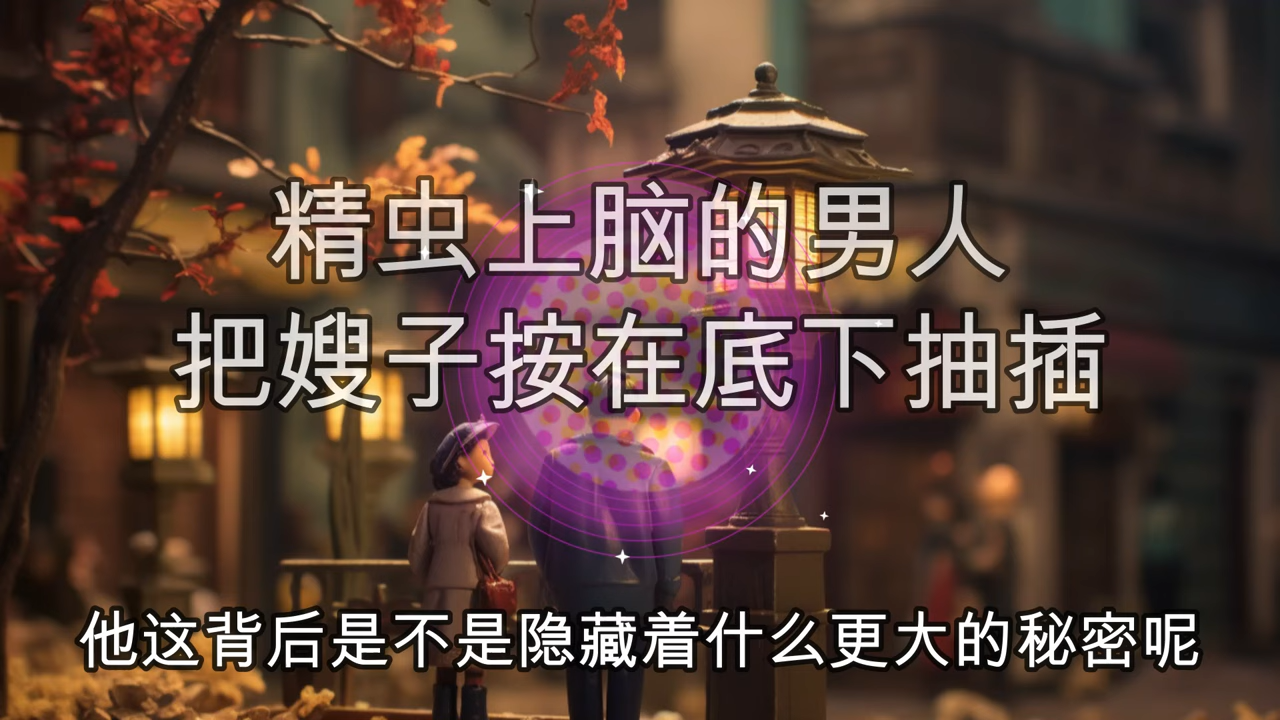 精虫上脑的男人
把嫂子按在底下抽插
他这背后是不是隐藏着什么更大的秘密呢